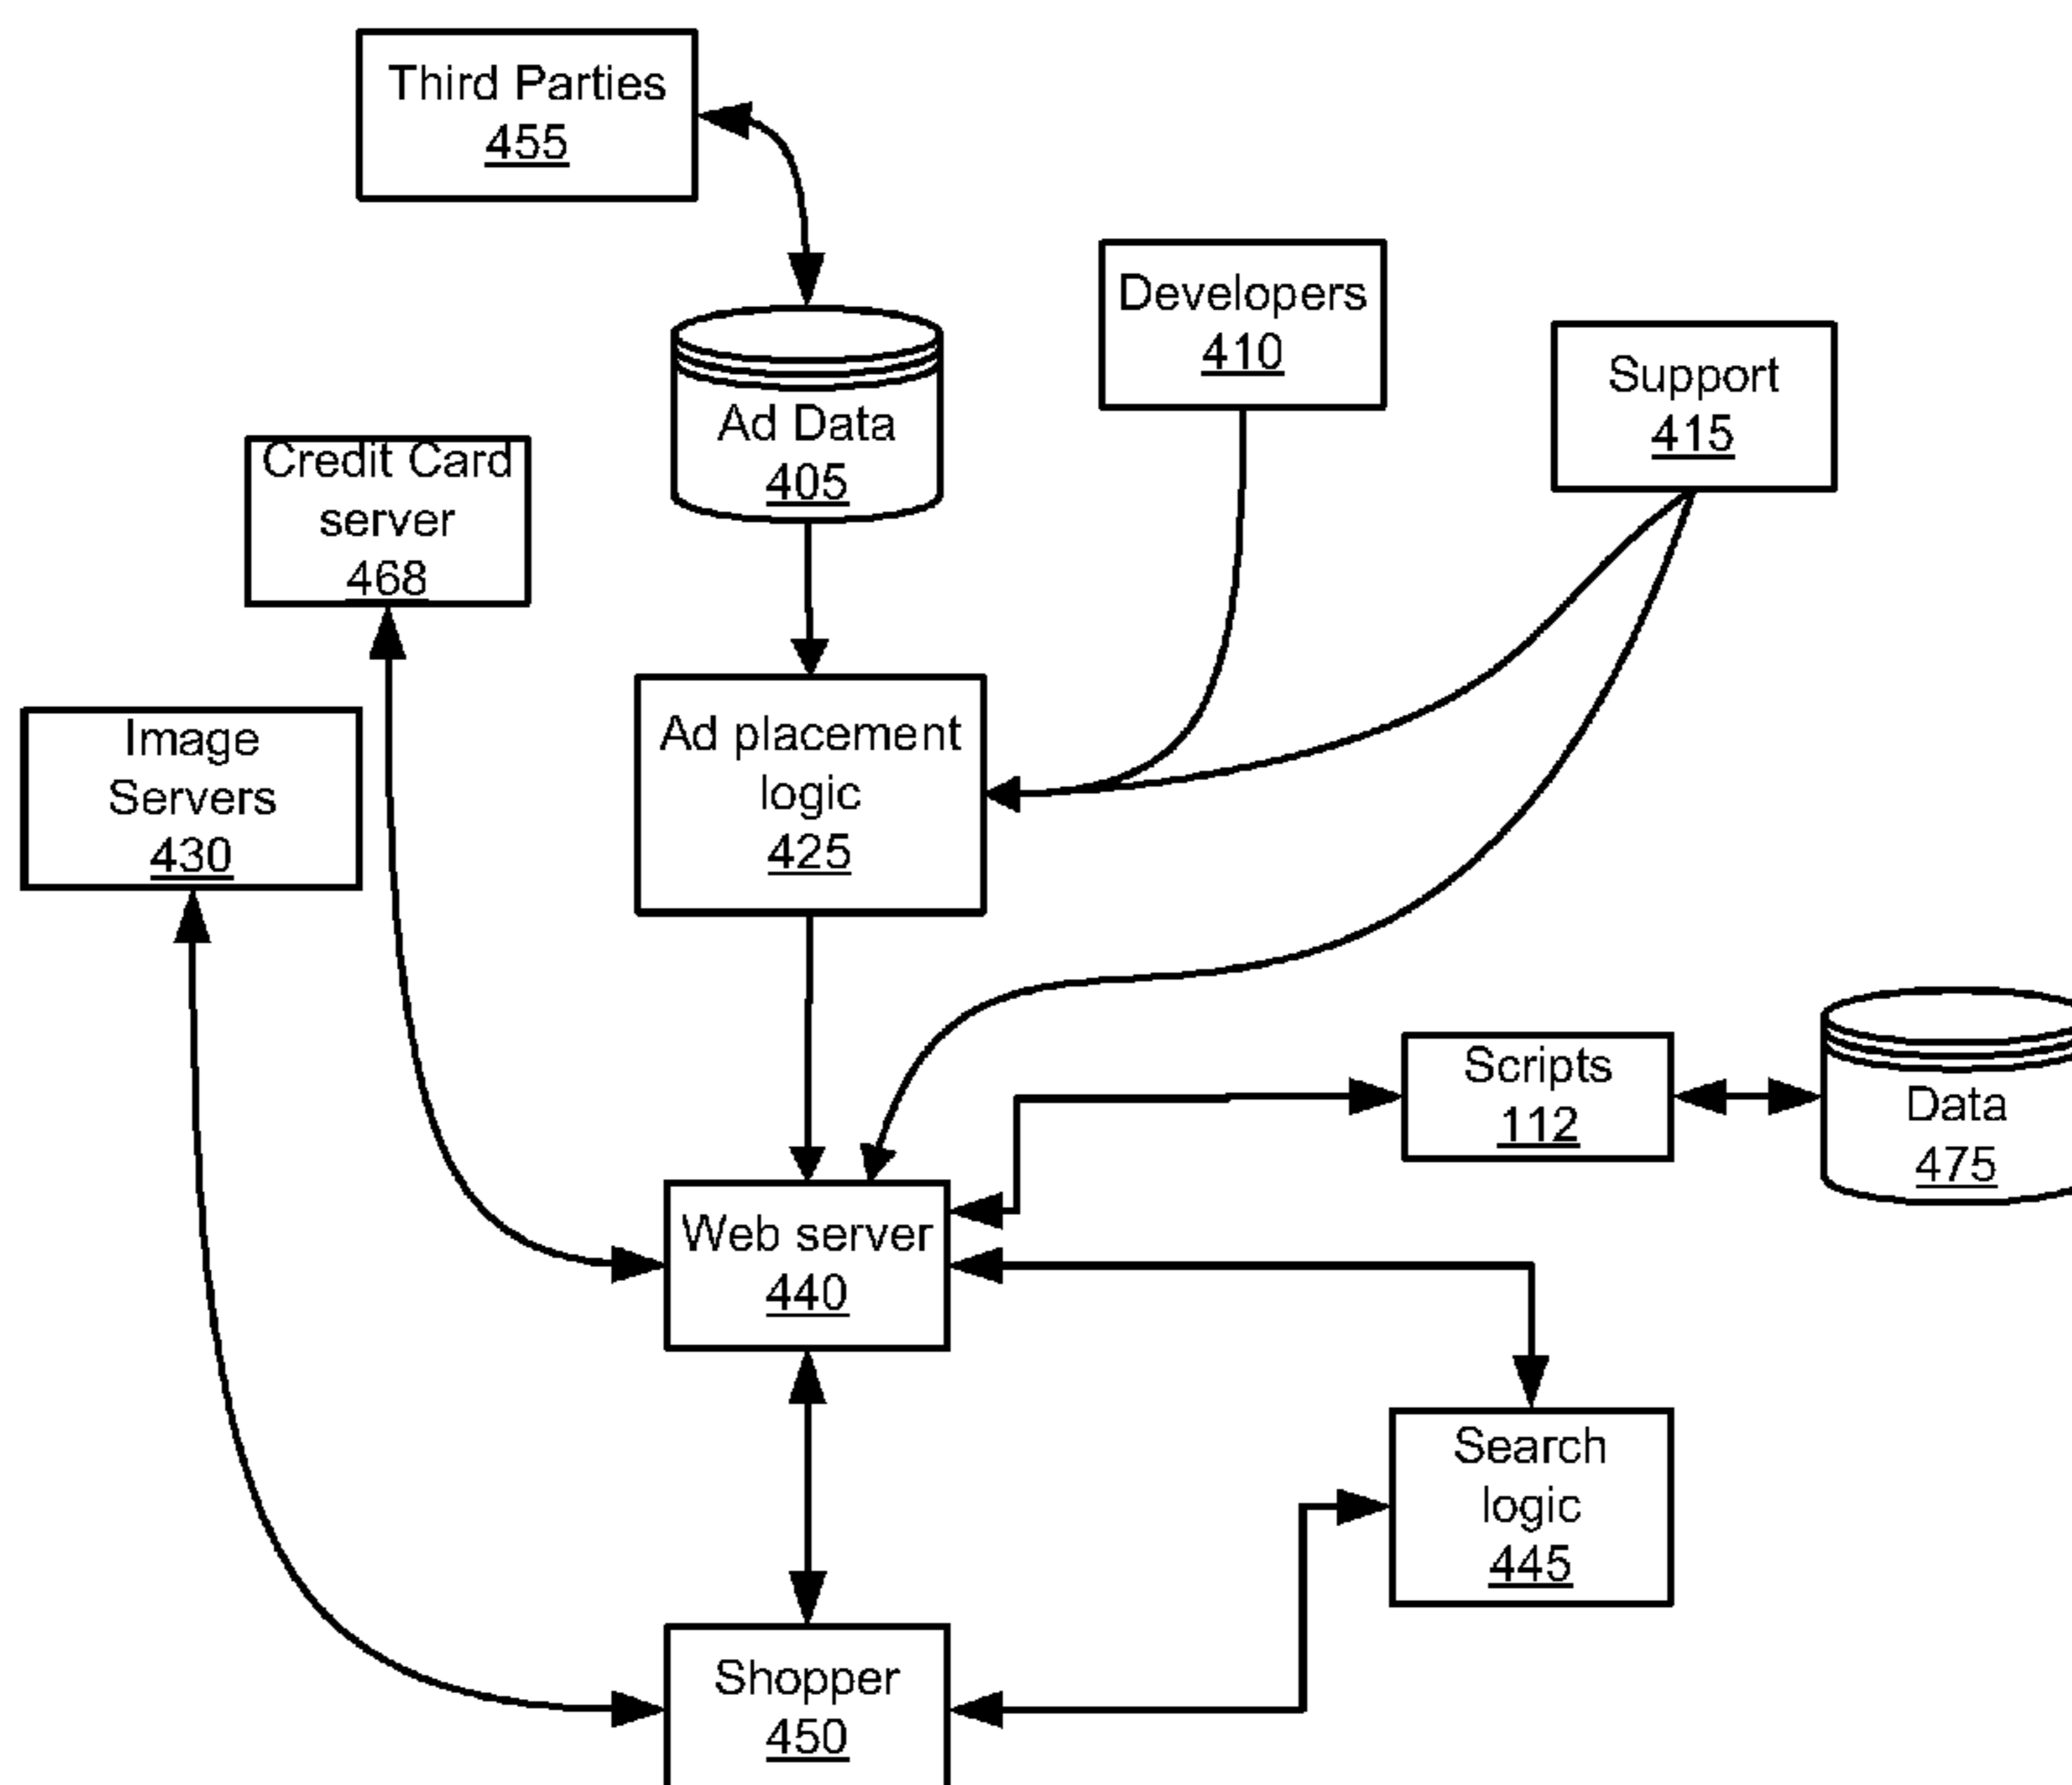 Third Parties
455
Developers
410
Support
415
Ad Data
405
Credit Card
server
468
Ad placement
logic
425
Image
Servers
430
Scripts
112
Data
475
Web server
440
Search
logic
445
Shopper
450